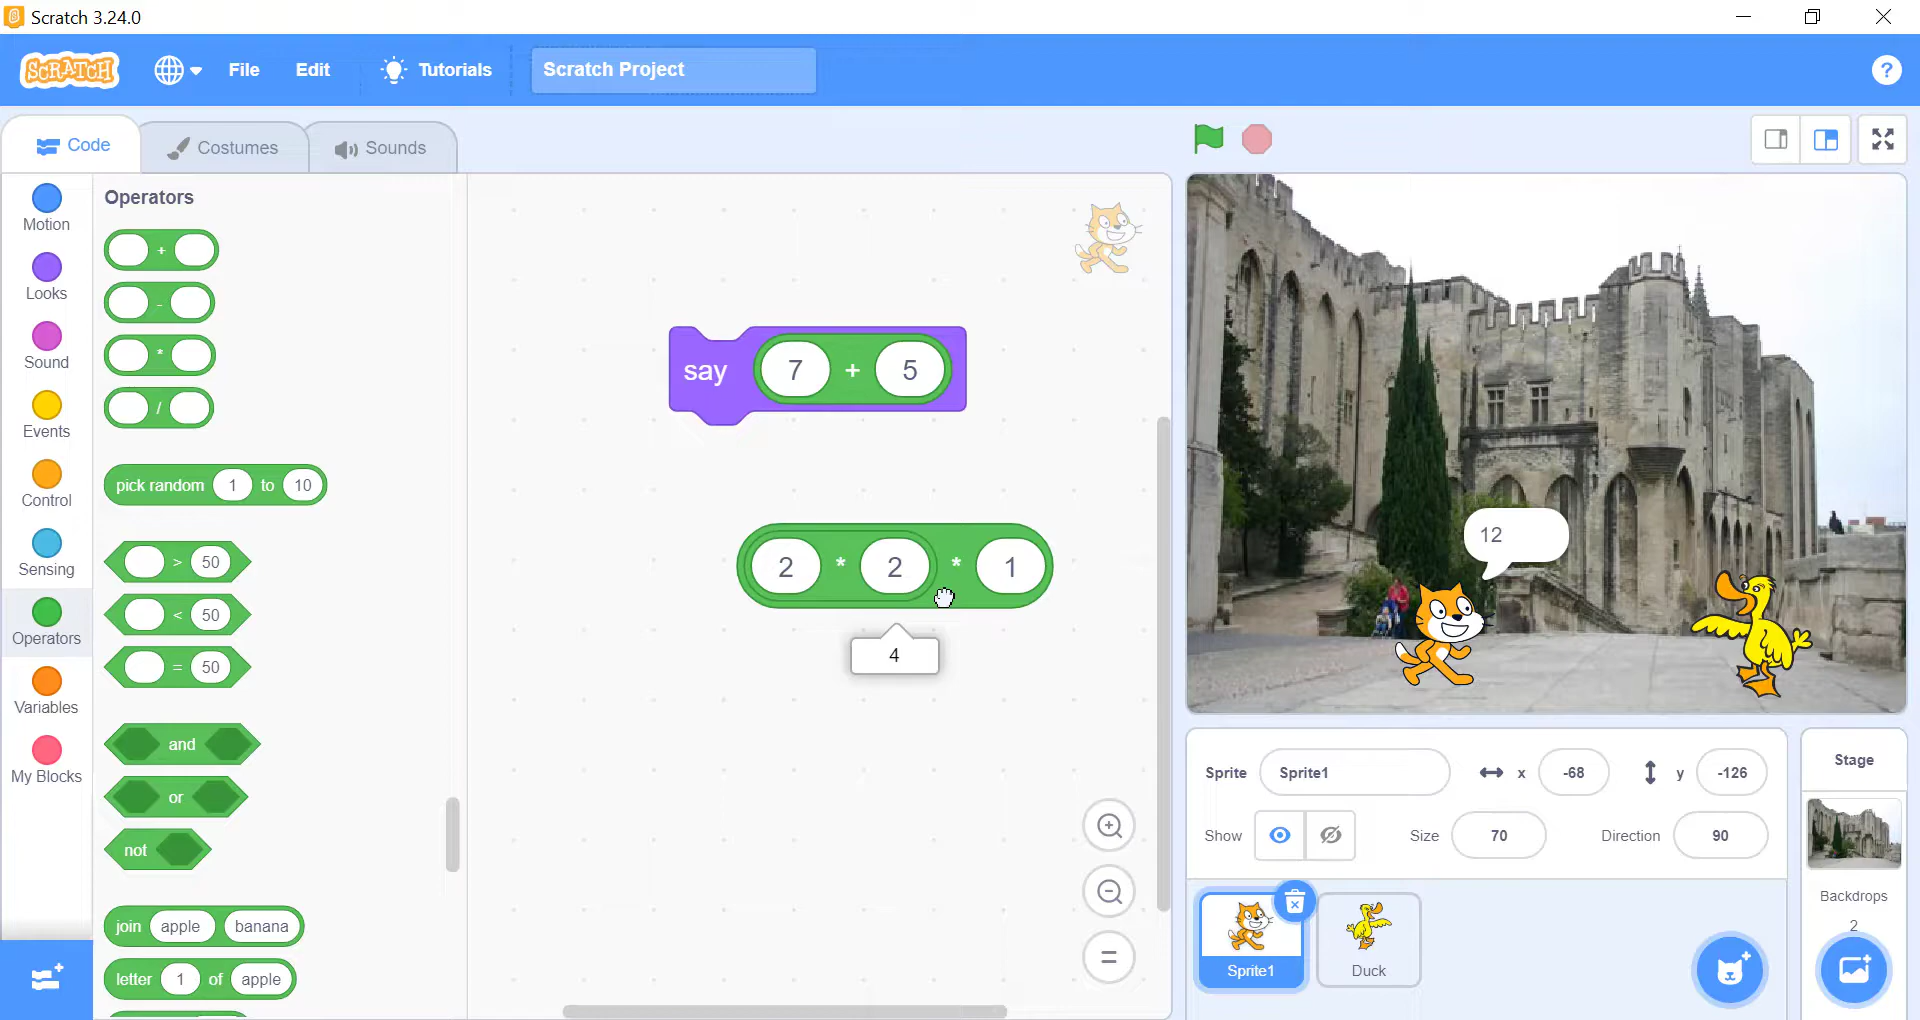 Scratch 3.24.0
SCRATCH
File
Edit
Tutorials
Scratch Project
?
Code
Costumes
Sounds
Motion
Looks
Sound
Events
Control
Sensing
Operators
Variables
My Blocks
Operators
+
-
*
/
pick random 1 to 10
> 50
< 50
= 50
and
or
not
join apple banana
letter 1 of apple
say 7 + 5
2 * 2 * 1
4
12
Sprite Sprite1
x -68
y -126
Show
Size 70
Direction 90
Sprite1
Duck
Stage
Backdrops
2